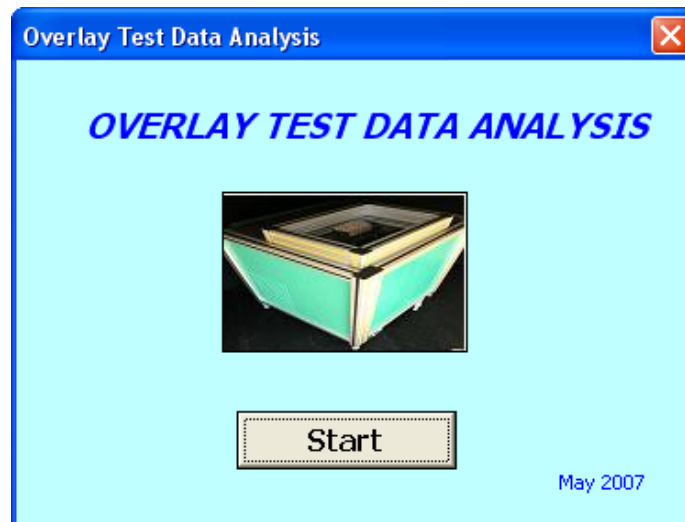 Overlay Test Data Analysis
OVERLAY TEST DATA ANALYSIS
Start
May 2007